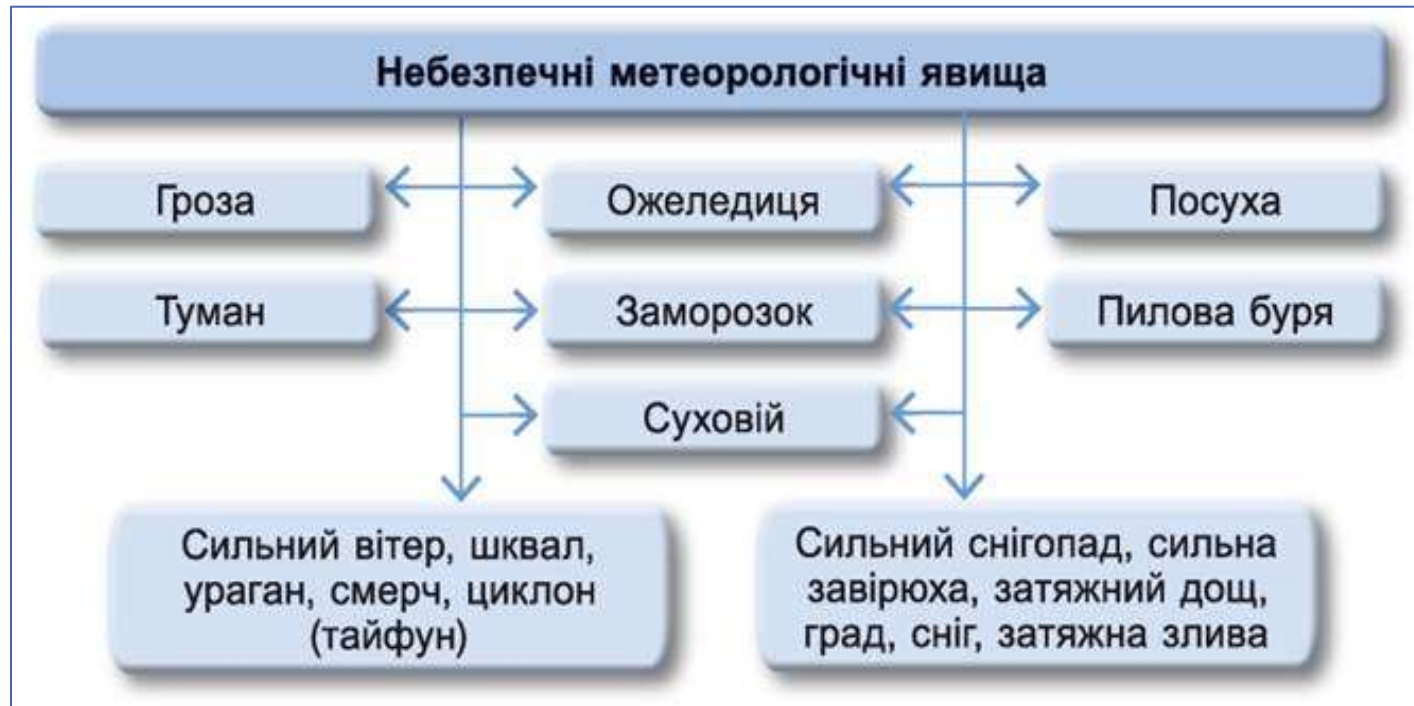 Небезпечні метеорологічні явища
Гроза
Ожеледиця
Посуха
Туман
Заморозок
Пилова буря
Суховій
Сильний вітер, шквал,
ураган, смерч, циклон
(тайфун)
Сильний снігопад, сильна
завірюха, затяжний дощ,
град, сніг, затяжна злива